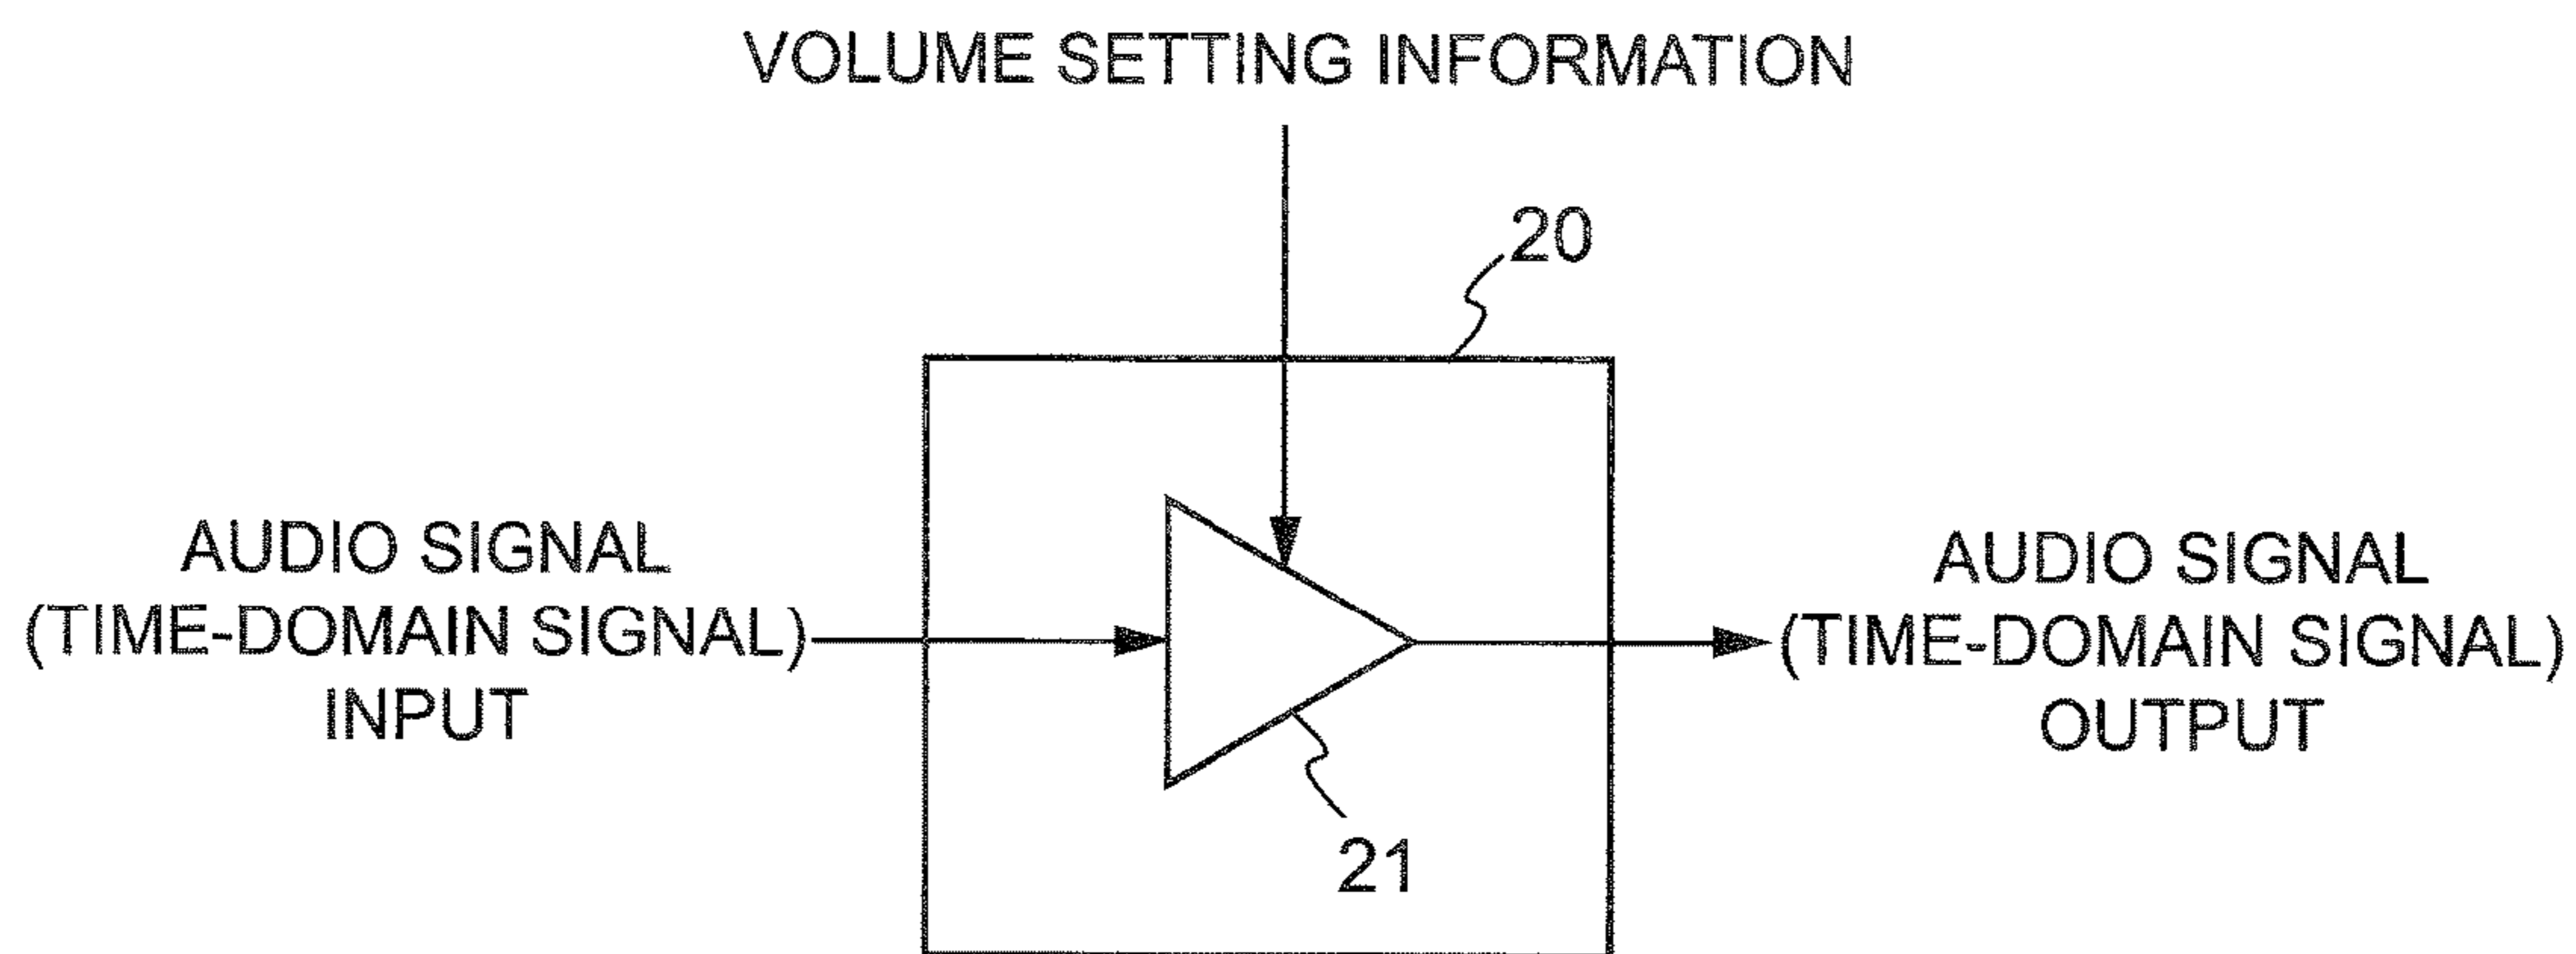 VOLUME SETTING INFORMATION
20
AUDIO SIGNAL
(TIME-DOMAIN SIGNAL)
INPUT
AUDIO SIGNAL
(TIME-DOMAIN SIGNAL)
OUTPUT
21